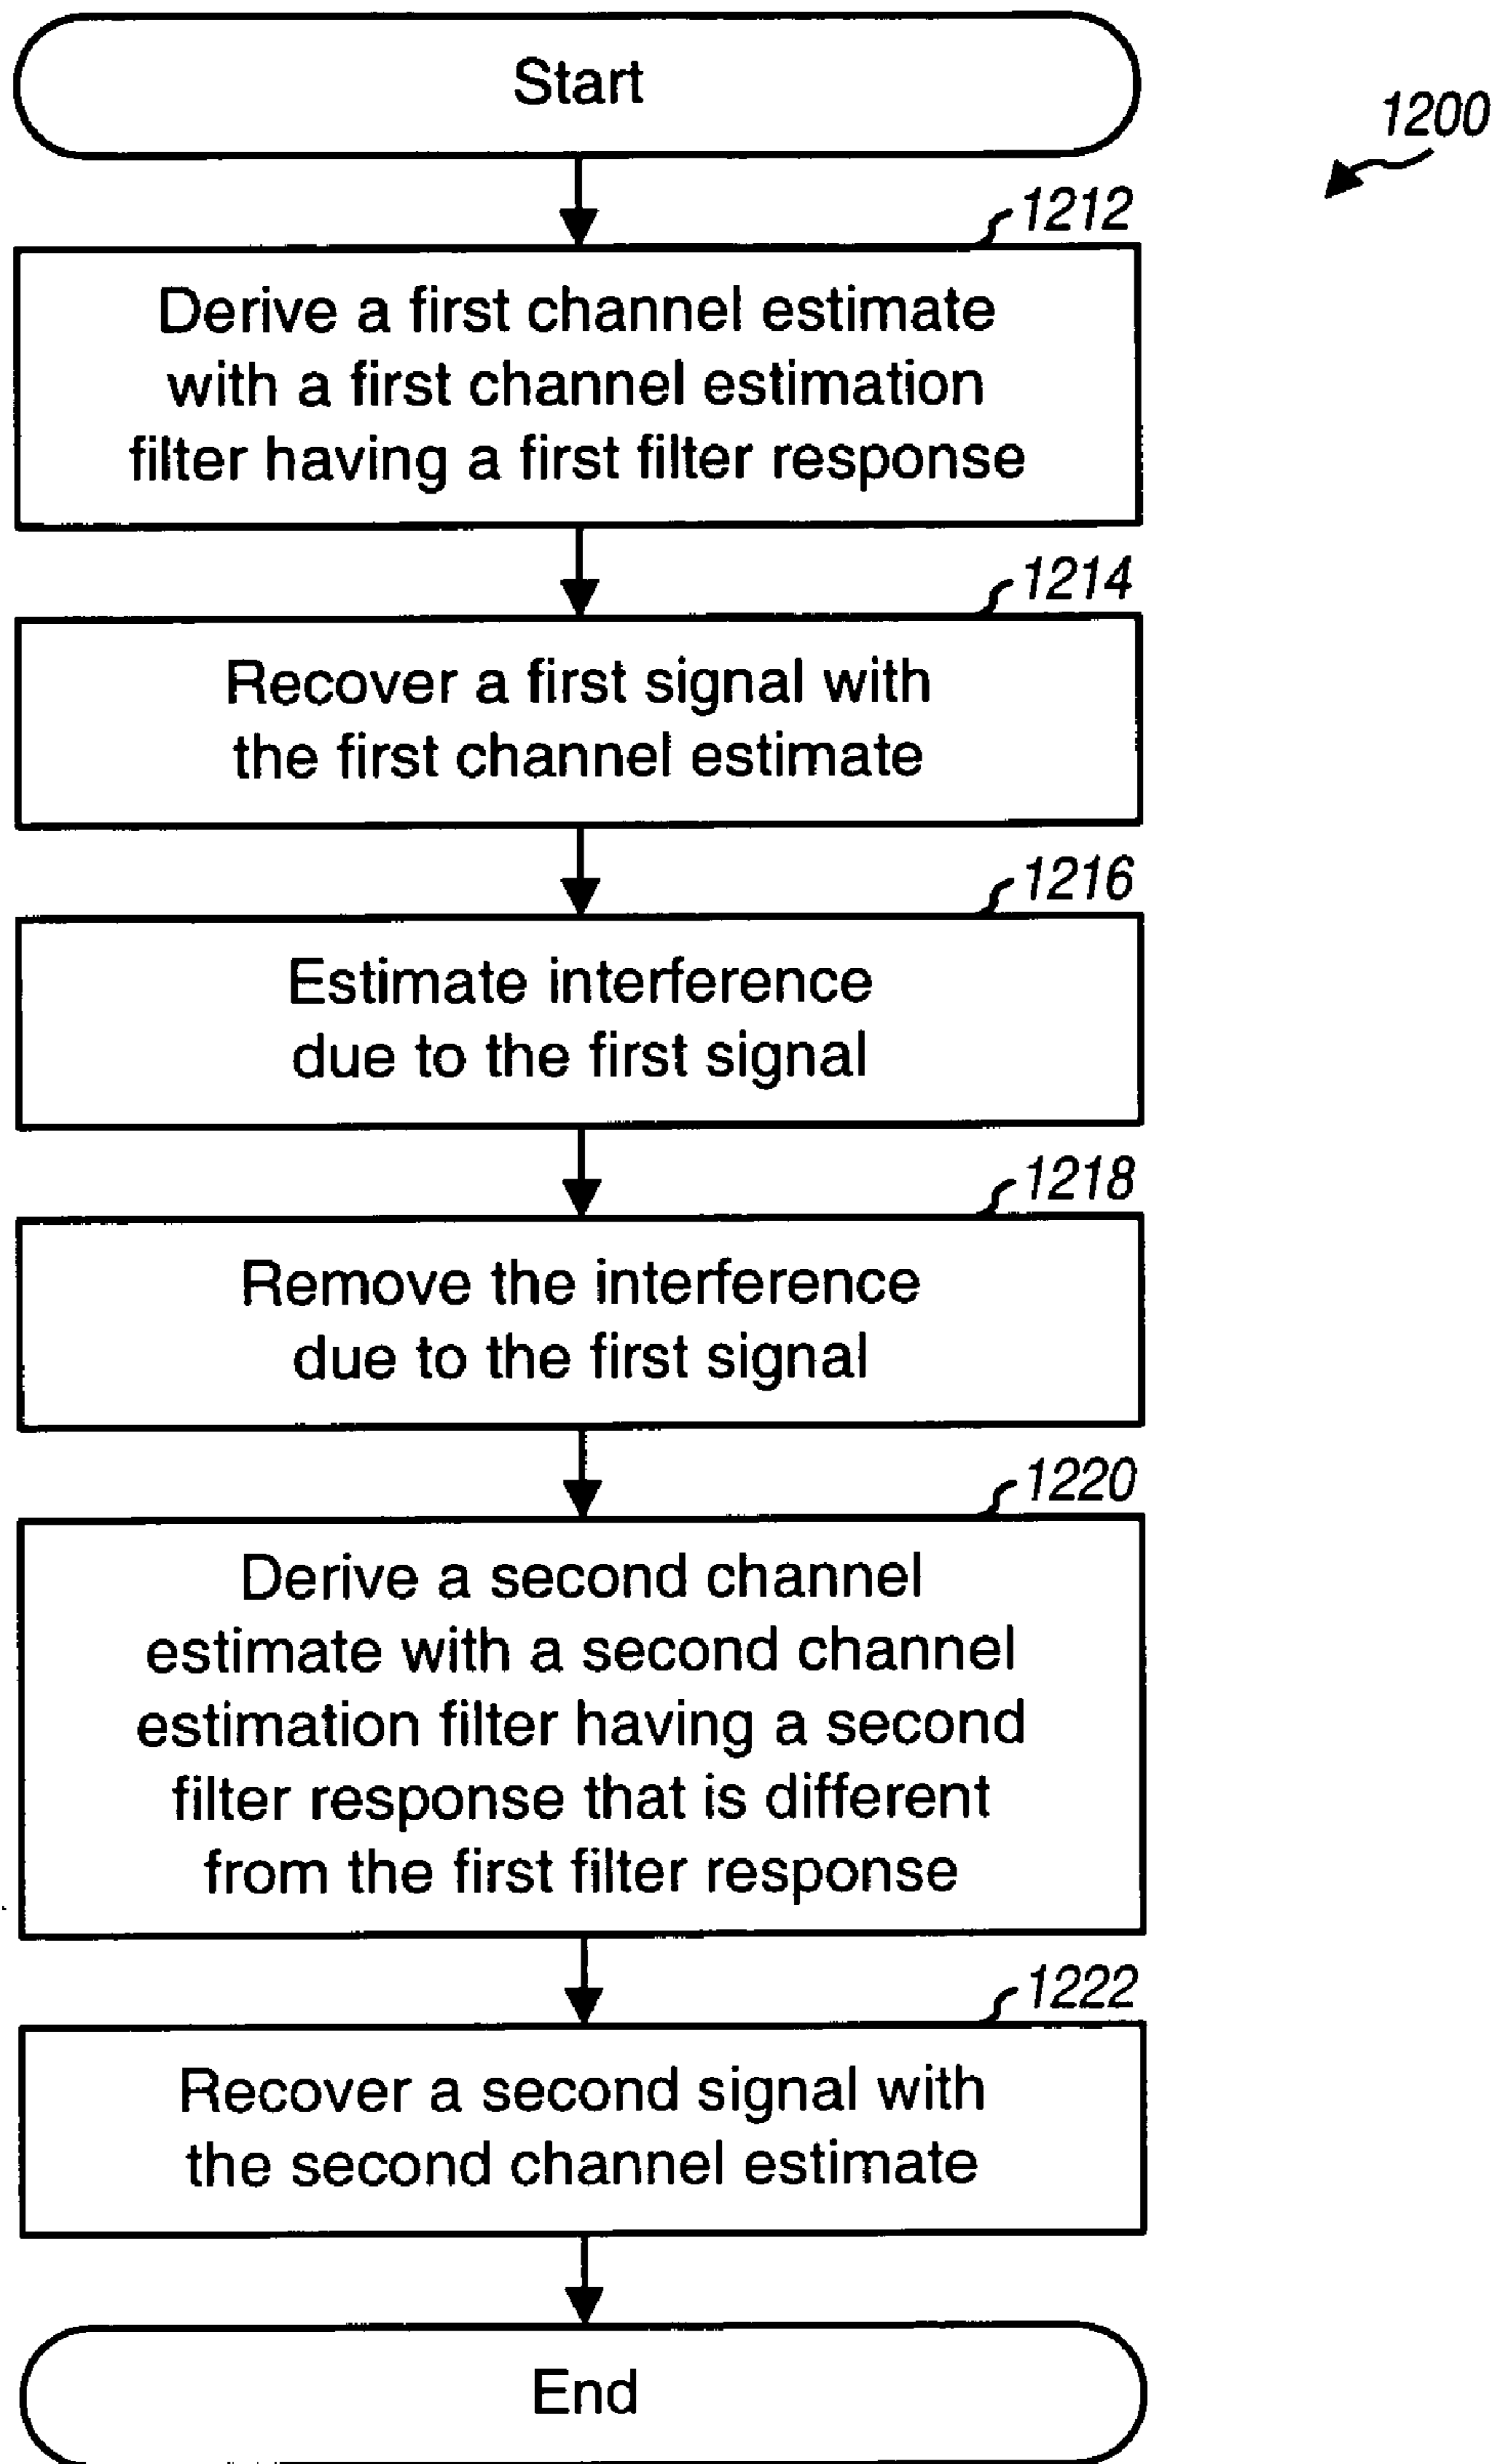 Start
1200
1212
Derive a first channel estimate
with a first channel estimation
filter having a first filter response
1214
Recover a first signal with
the first channel estimate
1216
Estimate interference
due to the first signal
1218
Remove the interference
due to the first signal
1220
Derive a second channel
estimate with a second channel
estimation filter having a second
filter response that is different
from the first filter response
1222
Recover a second signal with
the second channel estimate
End